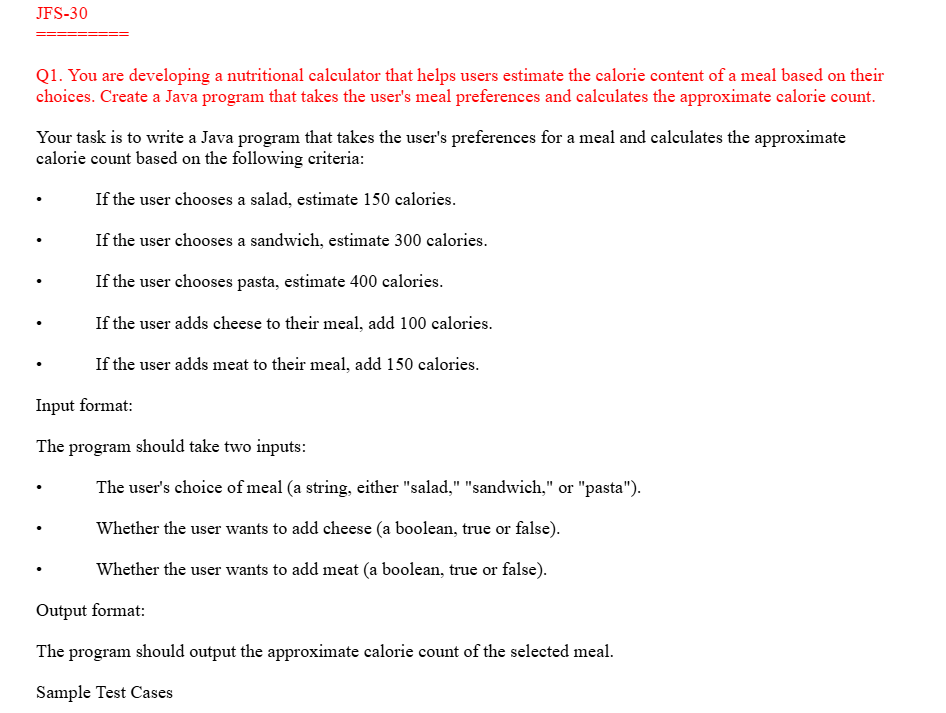 JFS-30
=========
Q1. You are developing a nutritional calculator that helps users estimate the calorie content of a meal based on their
choices. Create a Java program that takes the user's meal preferences and calculates the approximate calorie count.
Your task is to write a Java program that takes the user's preferences for a meal and calculates the approximate
calorie count based on the following criteria:
• If the user chooses a salad, estimate 150 calories.
• If the user chooses a sandwich, estimate 300 calories.
• If the user chooses pasta, estimate 400 calories.
• If the user adds cheese to their meal, add 100 calories.
• If the user adds meat to their meal, add 150 calories.
Input format:
The program should take two inputs:
• The user's choice of meal (a string, either "salad," "sandwich," or "pasta").
• Whether the user wants to add cheese (a boolean, true or false).
• Whether the user wants to add meat (a boolean, true or false).
Output format:
The program should output the approximate calorie count of the selected meal.
Sample Test Cases